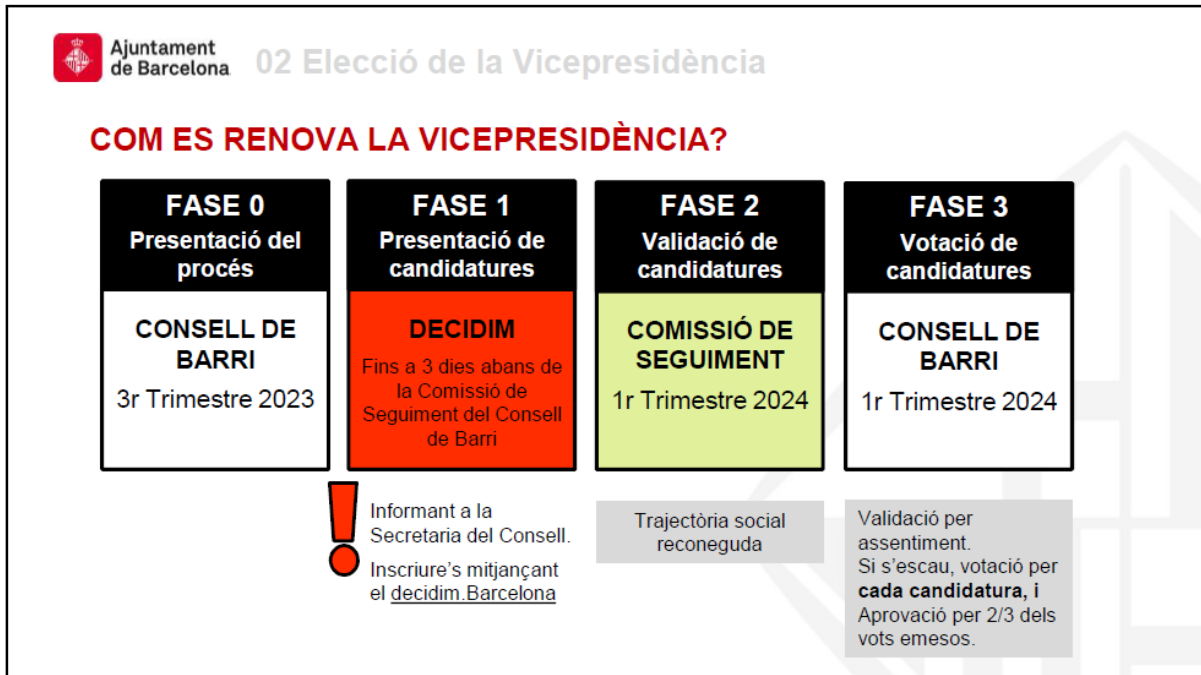 Ajuntament
de Barcelona
02 Elecció de la Vicepresidència
COM ES RENOVA LA VICEPRESIDÈNCIA?
FASE 0
Presentació del
procés
CONSELL DE
BARRI
3r Trimestre 2023
FASE 1
Presentació de
candidatures
DECIDIM
Fins a 3 dies abans de
la Comissió de
Seguiment del Consell
de Barri
FASE 2
Validació de
candidatures
COMISSIÓ DE
SEGUIMENT
1r Trimestre 2024
FASE 3
Votació de
candidatures
CONSELL DE
BARRI
1r Trimestre 2024
Informant a la
Secretaria del Consell.
Inscriure's mitjançant
el decidim.Barcelona
Trajectòria social
reconeguda
Validació per
assentiment.
Si s'escau, votació per
cada candidatura, i
Aprovació per 2/3 dels
vots emesos.